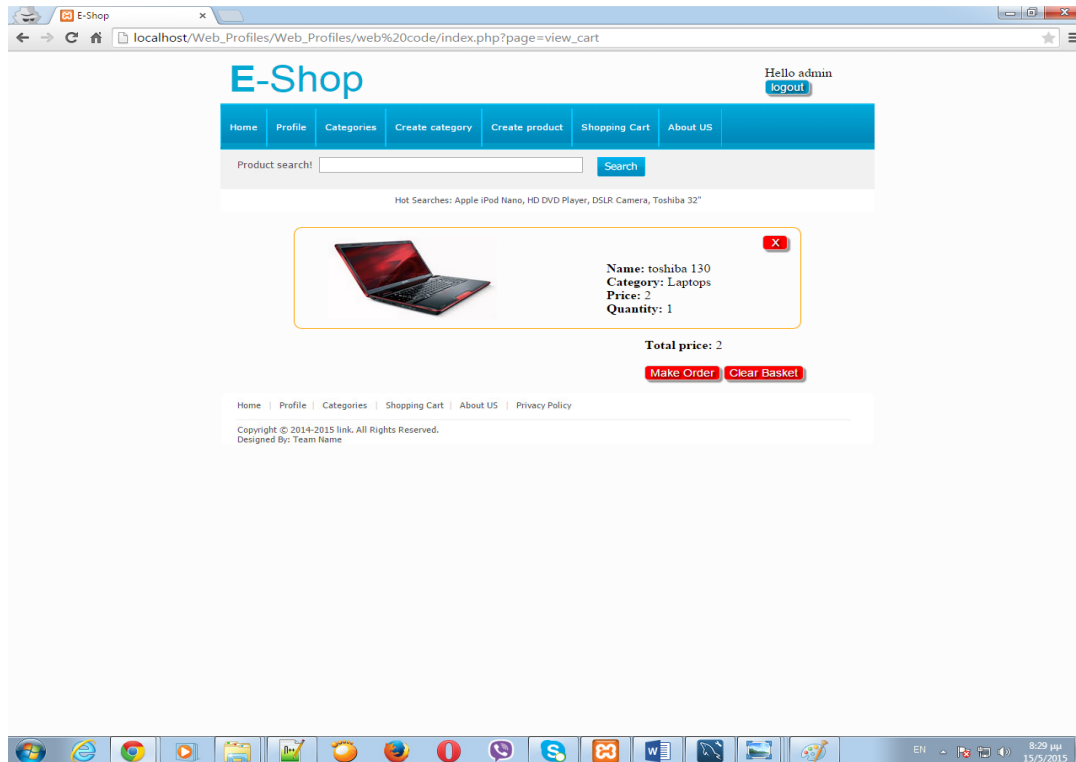 E-Shop
localhost/Web_Profiles/Web_Profiles/web%20code/index.php?page=view_cart
E-Shop
Hello admin
logout
Home Profile Categories Create category Create product Shopping Cart About US
Product search! Search
Hot Searches: Apple iPod Nano, HD DVD Player, DSLR Camera, Toshiba 32"
X
Name: toshiba 130
Category: Laptops
Price: 2
Quantity: 1
Total price: 2
Make Order Clear Basket
Home | Profile | Categories | Shopping Cart | About US | Privacy Policy
Copyright © 2014-2015 link. All Rights Reserved.
Designed By: Team Name
EN 8:29 μμ
15/5/2015